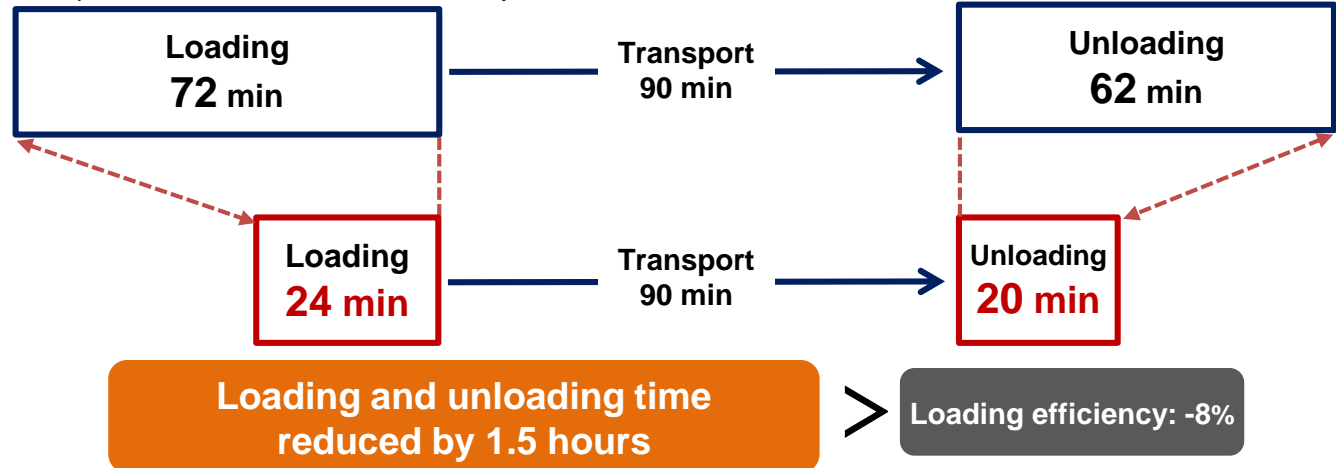 Loading
72 min
Transport
90 min
Unloading
62 min
Loading
24 min
Transport
90 min
Unloading
20 min
Loading and unloading time
reduced by 1.5 hours
>
Loading efficiency: -8%